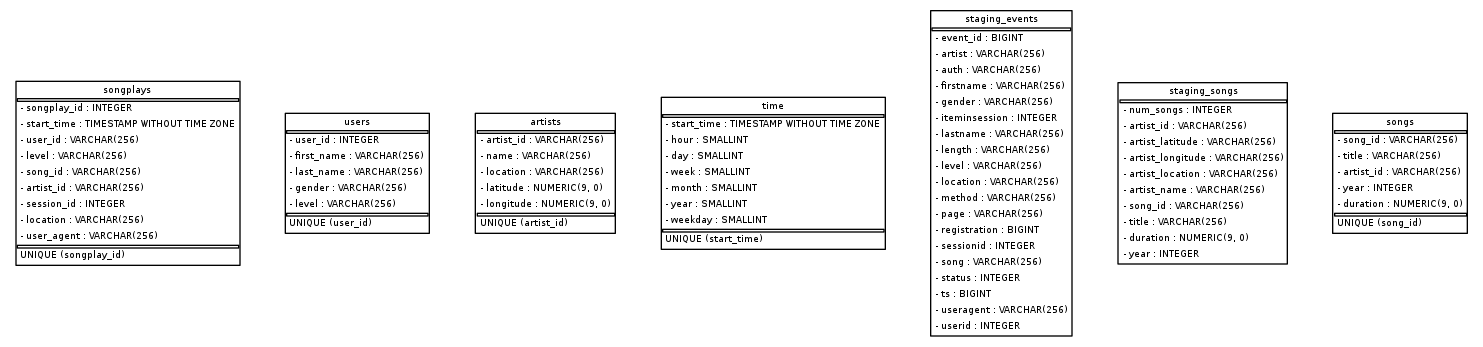 songplays
- songplay_id : INTEGER
- start_time : TIMESTAMP WITHOUT TIME ZONE
- user_id : VARCHAR(256)
- level : VARCHAR(256)
- song_id : VARCHAR(256)
- artist_id : VARCHAR(256)
- session_id : INTEGER
- location : VARCHAR(256)
- user_agent : VARCHAR(256)
UNIQUE (songplay_id)
users
- user_id : INTEGER
- first_name : VARCHAR(256)
- last_name : VARCHAR(256)
- gender : VARCHAR(256)
- level : VARCHAR(256)
UNIQUE (user_id)
artists
- artist_id : VARCHAR(256)
- name : VARCHAR(256)
- location : VARCHAR(256)
- latitude : NUMERIC(9, 0)
- longitude : NUMERIC(9, 0)
UNIQUE (artist_id)
time
- start_time : TIMESTAMP WITHOUT TIME ZONE
- hour : SMALLINT
- day : SMALLINT
- week : SMALLINT
- month : SMALLINT
- year : SMALLINT
- weekday : SMALLINT
UNIQUE (start_time)
staging_events
- event_id : BIGINT
- artist : VARCHAR(256)
- auth : VARCHAR(256)
- firstname : VARCHAR(256)
- gender : VARCHAR(256)
- iteminsession : INTEGER
- lastname : VARCHAR(256)
- length : VARCHAR(256)
- level : VARCHAR(256)
- location : VARCHAR(256)
- method : VARCHAR(256)
- page : VARCHAR(256)
- registration : BIGINT
- sessionid : INTEGER
- song : VARCHAR(256)
- status : INTEGER
- ts : BIGINT
- useragent : VARCHAR(256)
- userid : INTEGER
staging_songs
- num_songs : INTEGER
- artist_id : VARCHAR(256)
- artist_latitude : VARCHAR(256)
- artist_longitude : VARCHAR(256)
- artist_location : VARCHAR(256)
- artist_name : VARCHAR(256)
- song_id : VARCHAR(256)
- title : VARCHAR(256)
- duration : NUMERIC(9, 0)
- year : INTEGER
songs
- song_id : VARCHAR(256)
- title : VARCHAR(256)
- artist_id : VARCHAR(256)
- year : INTEGER
- duration : NUMERIC(9, 0)
UNIQUE (song_id)